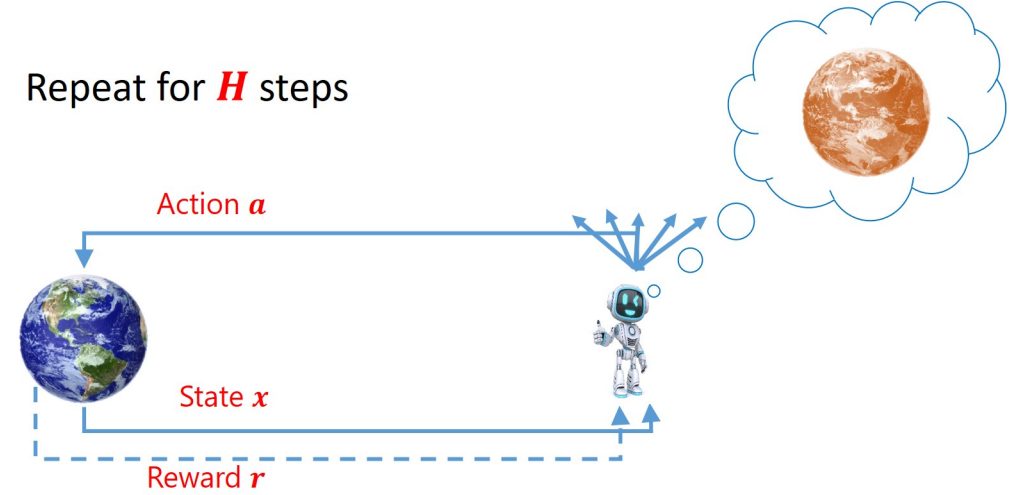 Repeat for H steps
Action a
State x
Reward r